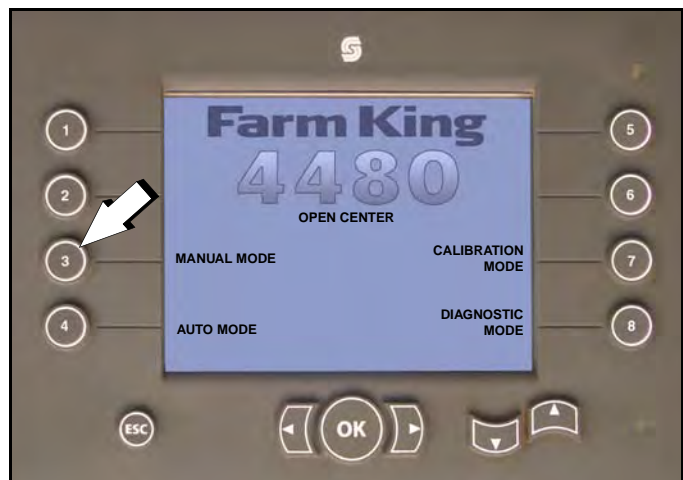 Farm King
4480
OPEN CENTER
1
2
3
4
MANUAL MODE
AUTO MODE
CALIBRATION
MODE
DIAGNOSTIC
MODE
5
6
7
8
ESC
OK